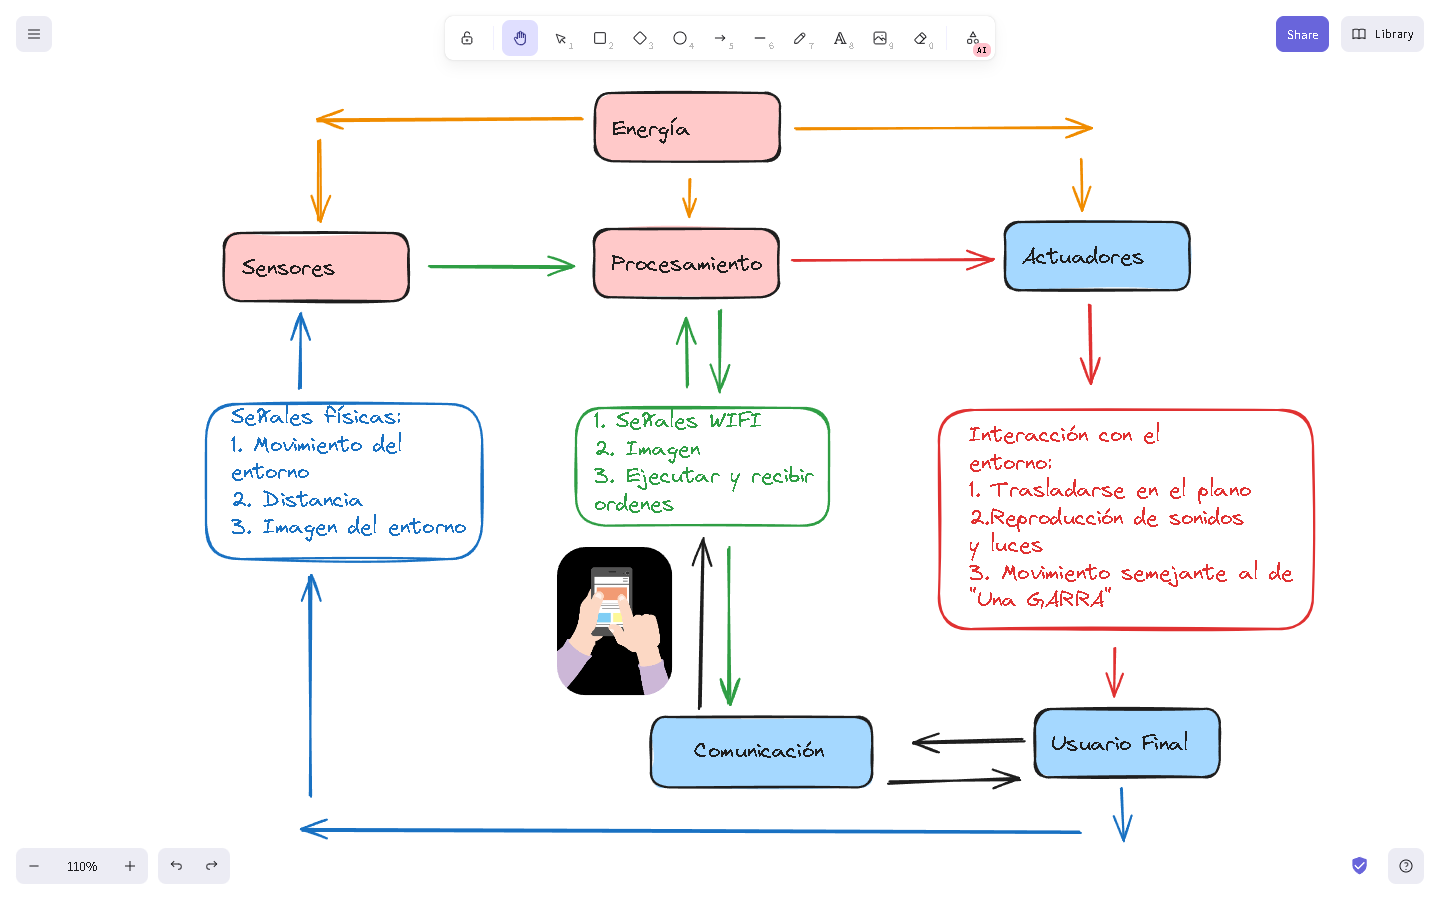 1
2
3
4
5
6
7
8
9
0
AI
Share
Library
Energía
Sensores
Procesamiento
Actuadores
Señales físicas:
1. Movimiento del
entorno
2. Distancia
3. Imagen del entorno
1. Señales WIFI
2. Imagen
3. Ejecutar y recibir
ordenes
Interacción con el
entorno:
1. Trasladarse en el plano
2.Reproducción de sonidos
y luces
3. Movimiento semejante al de
"Una GARRA"
Comunicación
Usuario Final
110%